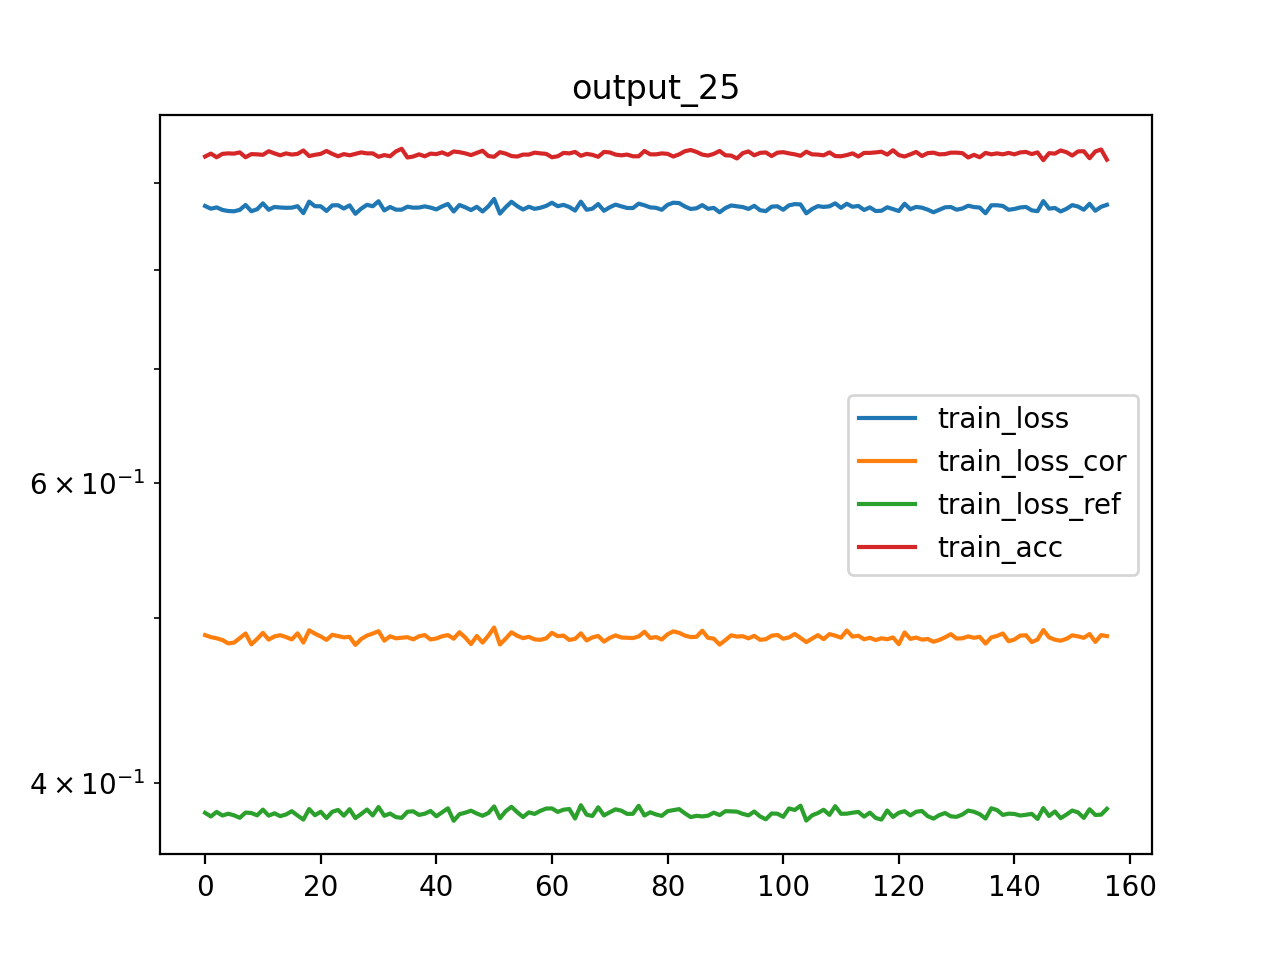 output_25
6 × 10⁻¹
4 × 10⁻¹
train_loss
train_loss_cor
train_loss_ref
train_acc
0 20 40 60 80 100 120 140 160